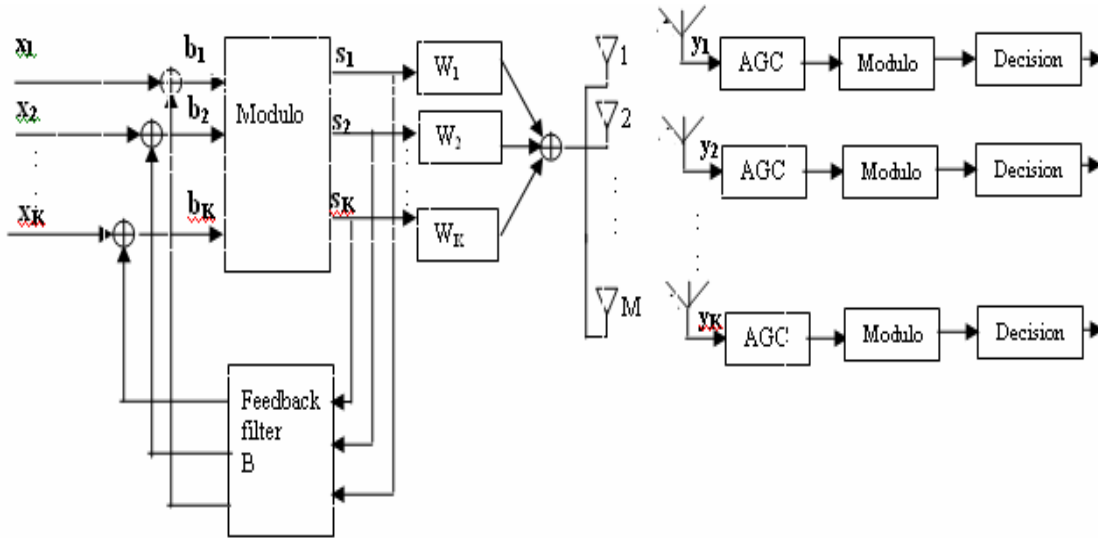 x1 b1 s1 W1 1 y1 AGC Modulo Decision
x2 b2 Modulo s2 W2 2 y2 AGC Modulo Decision
xK bK sK WK M yK AGC Modulo Decision
Feedback
filter
B